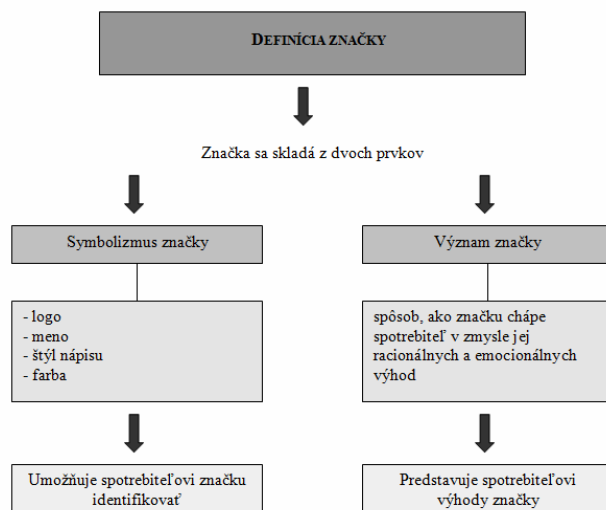 DEFINÍCIA ZNAČKY
Značka sa skladá z dvoch prvkov
Symbolizmus značky
- logo
- meno
- štýl nápisu
- farba
Umožňuje spotrebiteľovi značku
identifikovať
Význam značky
spôsob, ako značku chápe
spotrebiteľ v zmysle jej
racionálnych a emocionálnych
výhod
Predstavuje spotrebiteľovi
výhody značky